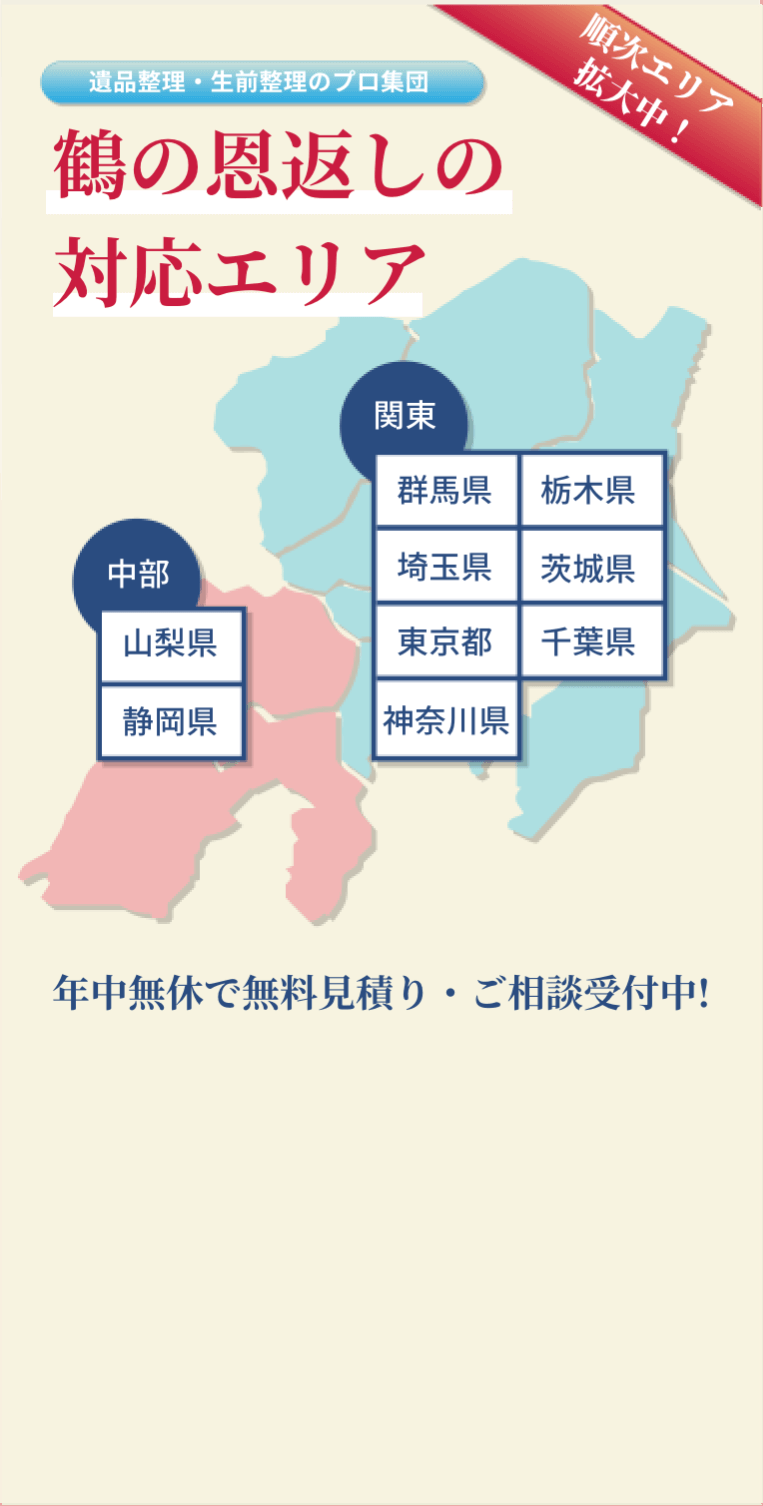 順次エリア
拡大中！
遺品整理・生前整理のプロ集団
鶴の恩返しの
対応エリア
関東
群馬県
栃木県
埼玉県
茨城県
東京都
千葉県
神奈川県
中部
山梨県
静岡県
年中無休で無料見積り・ご相談受付中!